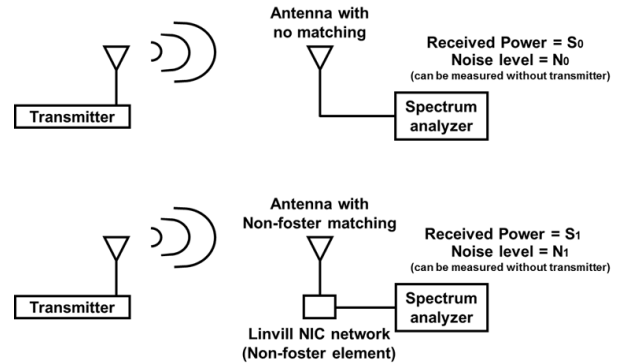 Antenna with
no matching
Received Power = S0
Noise level = N0
(can be measured without transmitter)
Transmitter
Spectrum
analyzer
Antenna with
Non-foster matching
Received Power = S1
Noise level = N1
(can be measured without transmitter)
Transmitter
Spectrum
analyzer
Linvill NIC network
(Non-foster element)